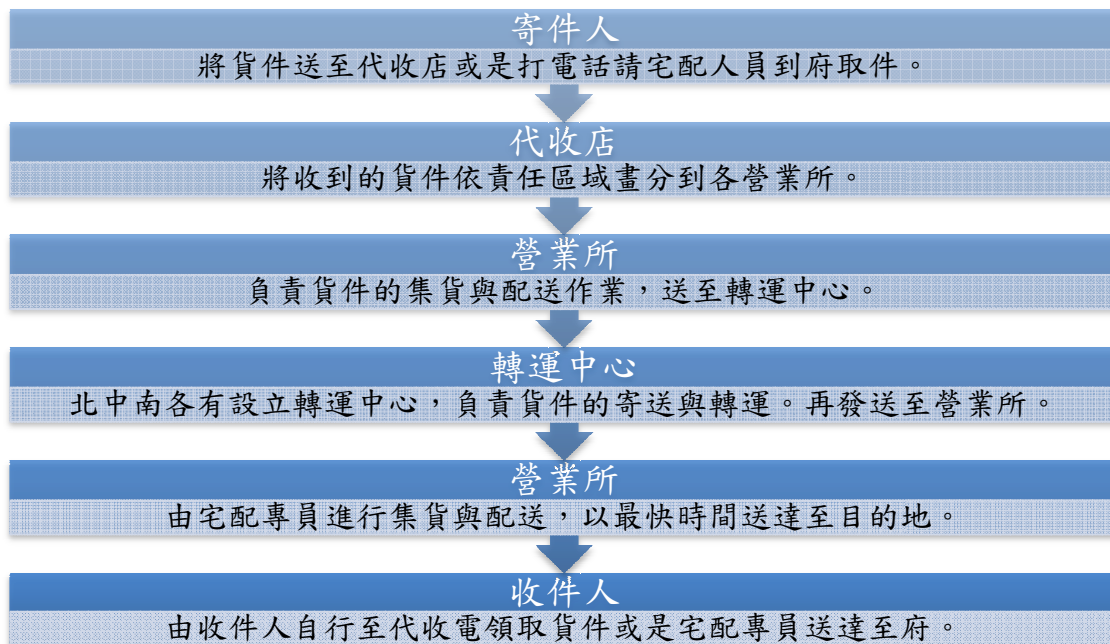 寄件人
將貨件送至代收店或是打電話請宅配人員到府取件。
代收店
將收到的貨件依責任區域畫分到各營業所。
營業所
負責貨件的集貨與配送作業，送至轉運中心。
轉運中心
北中南各有設立轉運中心，負責貨件的寄送與轉運。再發送至營業所。
營業所
由宅配專員進行集貨與配送，以最快時間送達至目的地。
收件人
由收件人自行至代收電領取貨件或是宅配專員送達至府。